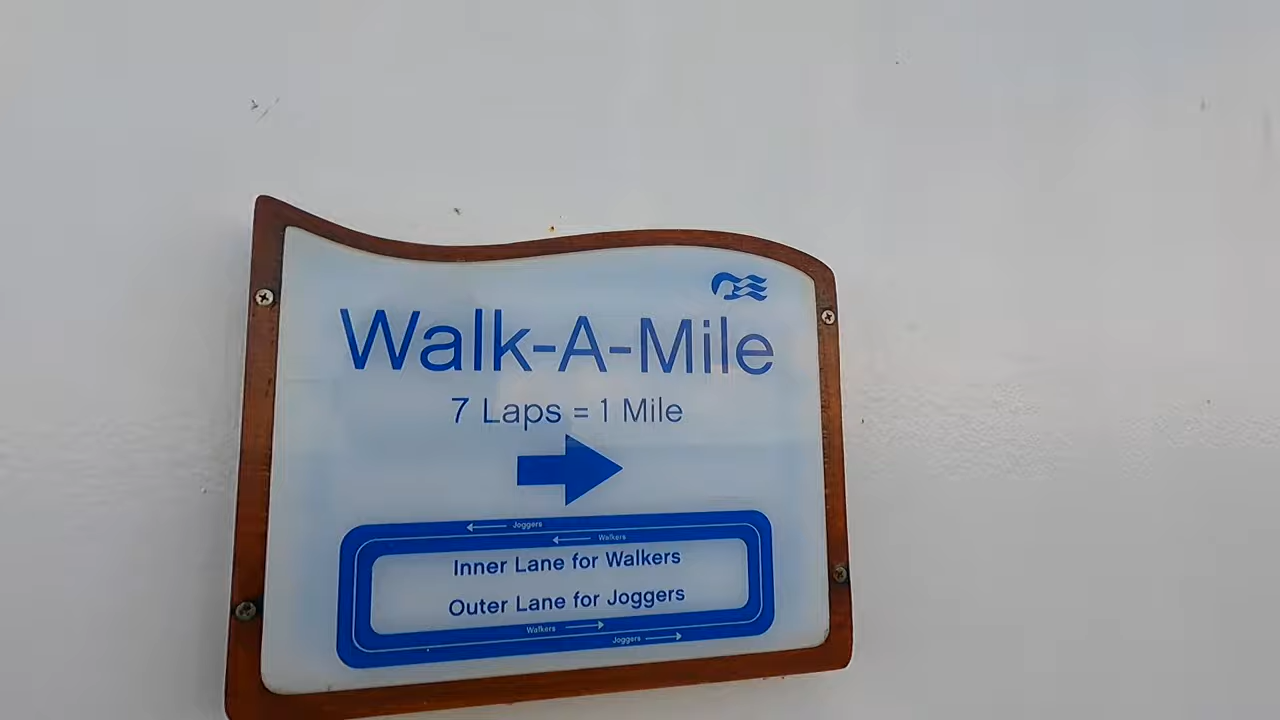 Walk-A-Mile
7 Laps = 1 Mile
Joggers
Walkers
Inner Lane for Walkers
Outer Lane for Joggers
Walkers
Joggers